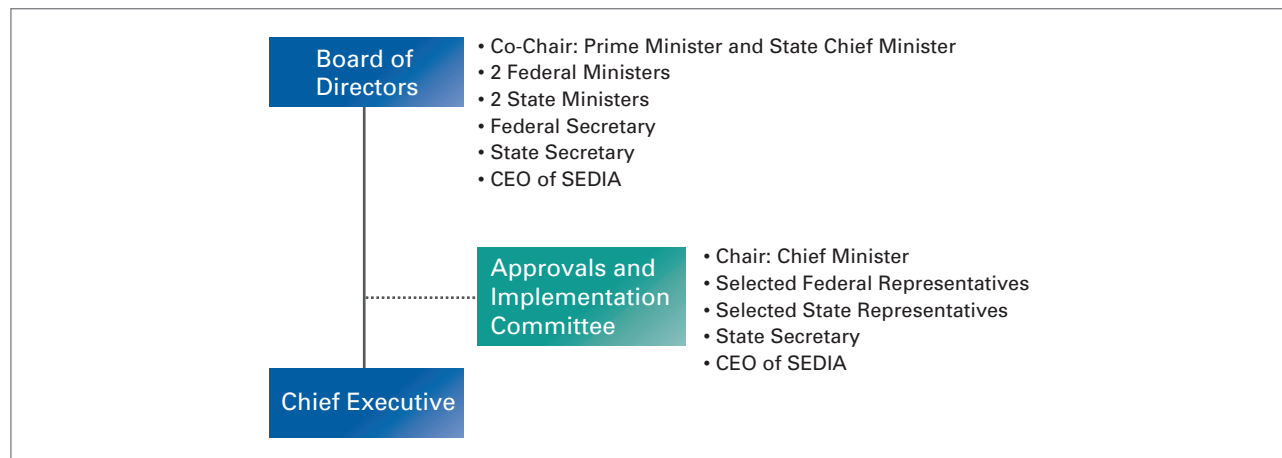 Board of
Directors
• Co-Chair: Prime Minister and State Chief Minister
• 2 Federal Ministers
• 2 State Ministers
• Federal Secretary
• State Secretary
• CEO of SEDIA
Approvals and
Implementation
Committee
• Chair: Chief Minister
• Selected Federal Representatives
• Selected State Representatives
• State Secretary
• CEO of SEDIA
Chief Executive